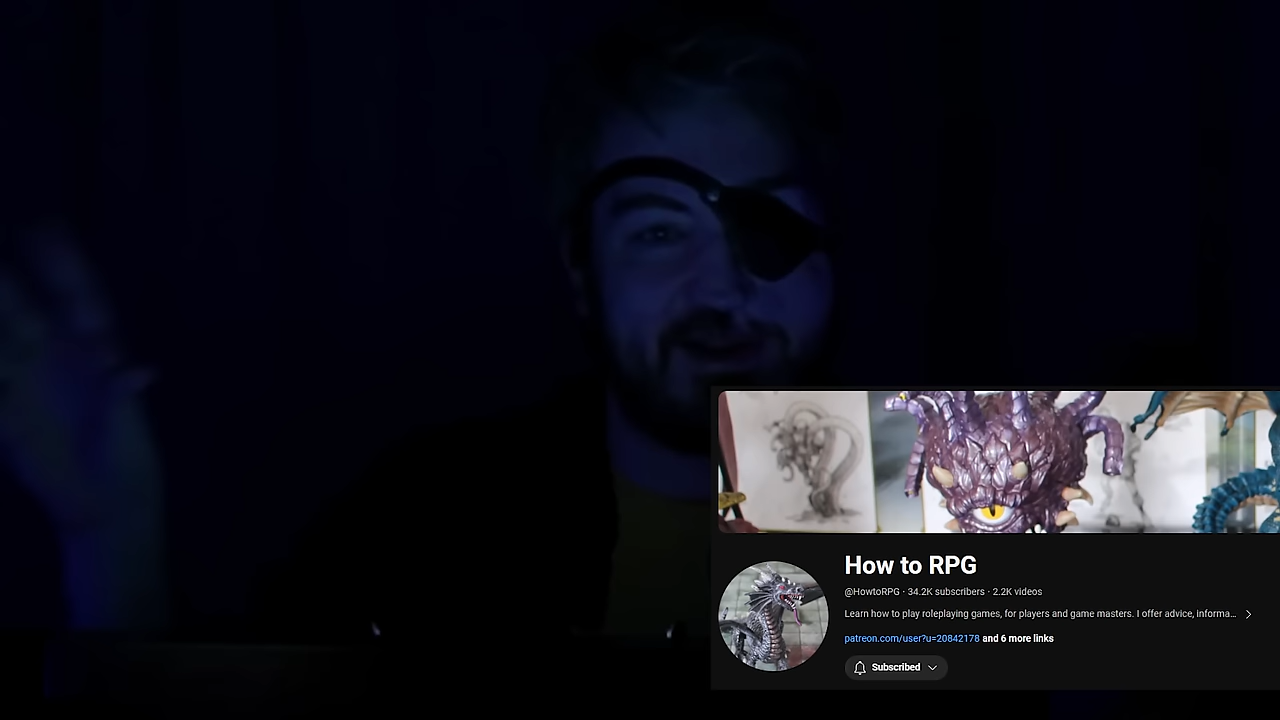 How to RPG
@HowtoRPG · 34.2K subscribers · 2.2K videos
Learn how to play roleplaying games, for players and game masters. I offer advice, informa...
patreon.com/user?u=20842178 and 6 more links
Subscribed